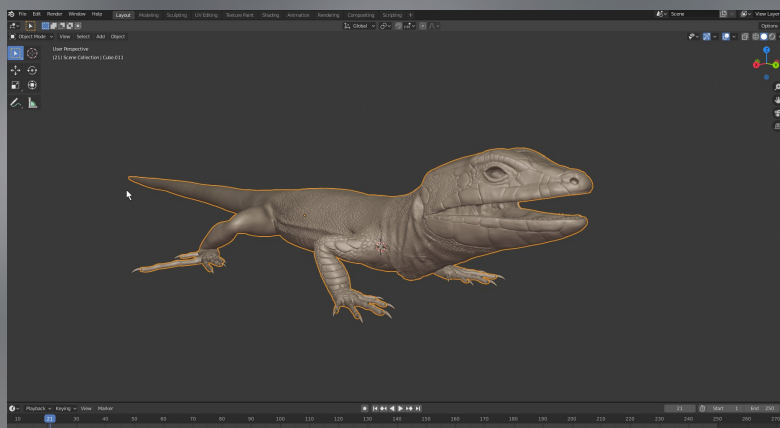 File Edit Render Window Help Layout Modeling Sculpting UV Editing Texture Paint Shading Animation Rendering Compositing Scripting + Scene View Layer
Global Options
Object Mode View Select Add Object
User Perspective
(21) Scene Collection | Cube.011
Z
Playback Keying View Marker 21 Start 1 End 250
10 21 30 40 50 60 70 80 90 100 110 120 130 140 150 160 170 180 190 200 210 220 230 240 250 260 270